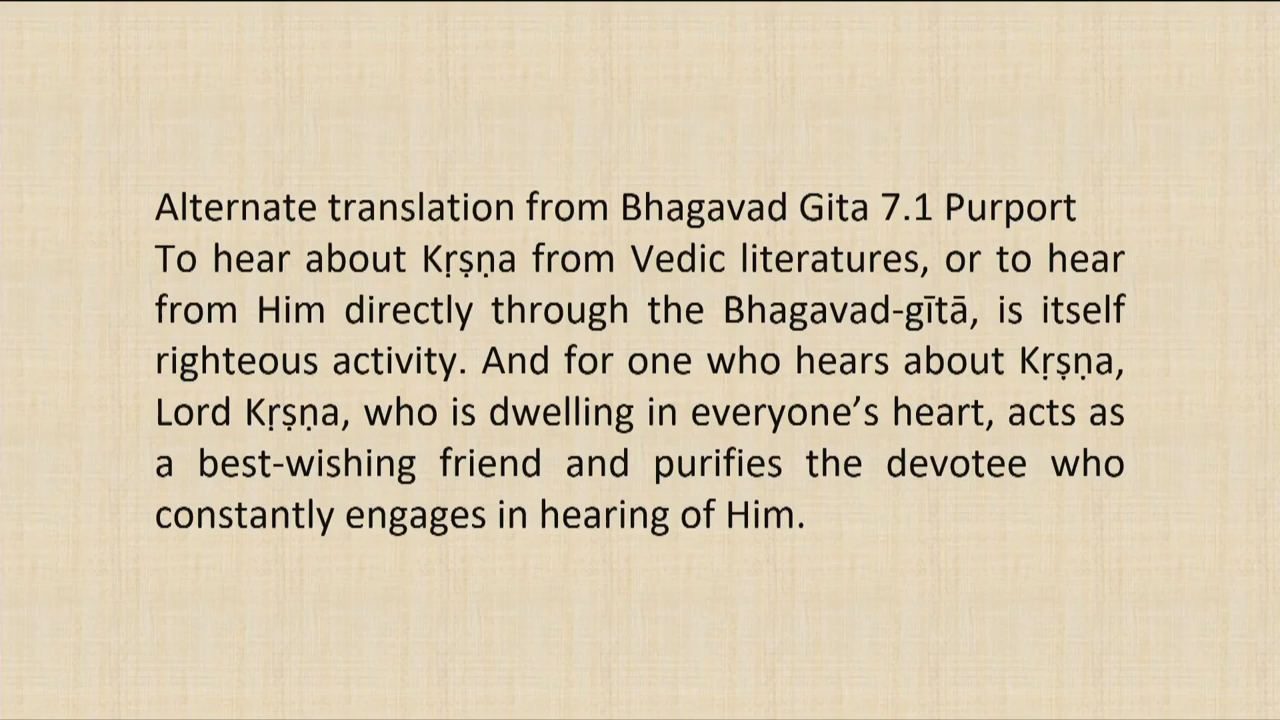 Alternate translation from Bhagavad Gita 7.1 Purport
To hear about Kṛṣṇa from Vedic literatures, or to hear
from Him directly through the Bhagavad-gītā, is itself
righteous activity. And for one who hears about Kṛṣṇa,
Lord Kṛṣṇa, who is dwelling in everyone’s heart, acts as
a best-wishing friend and purifies the devotee who
constantly engages in hearing of Him.